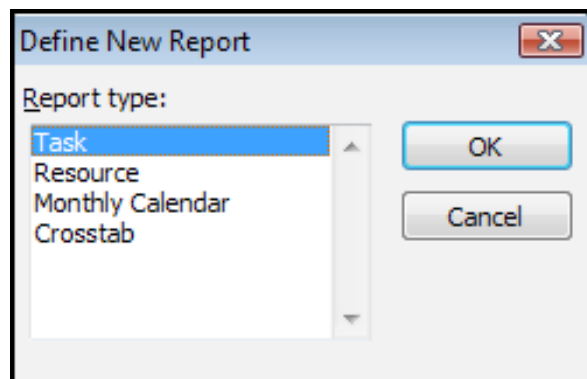 Define New Report
Report type:
Task
Resource
Monthly Calendar
Crosstab
OK
Cancel